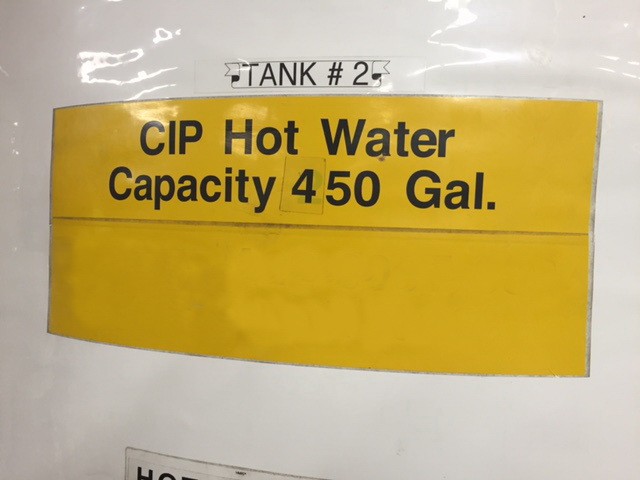 TANK # 2
CIP Hot Water
Capacity 450 Gal.